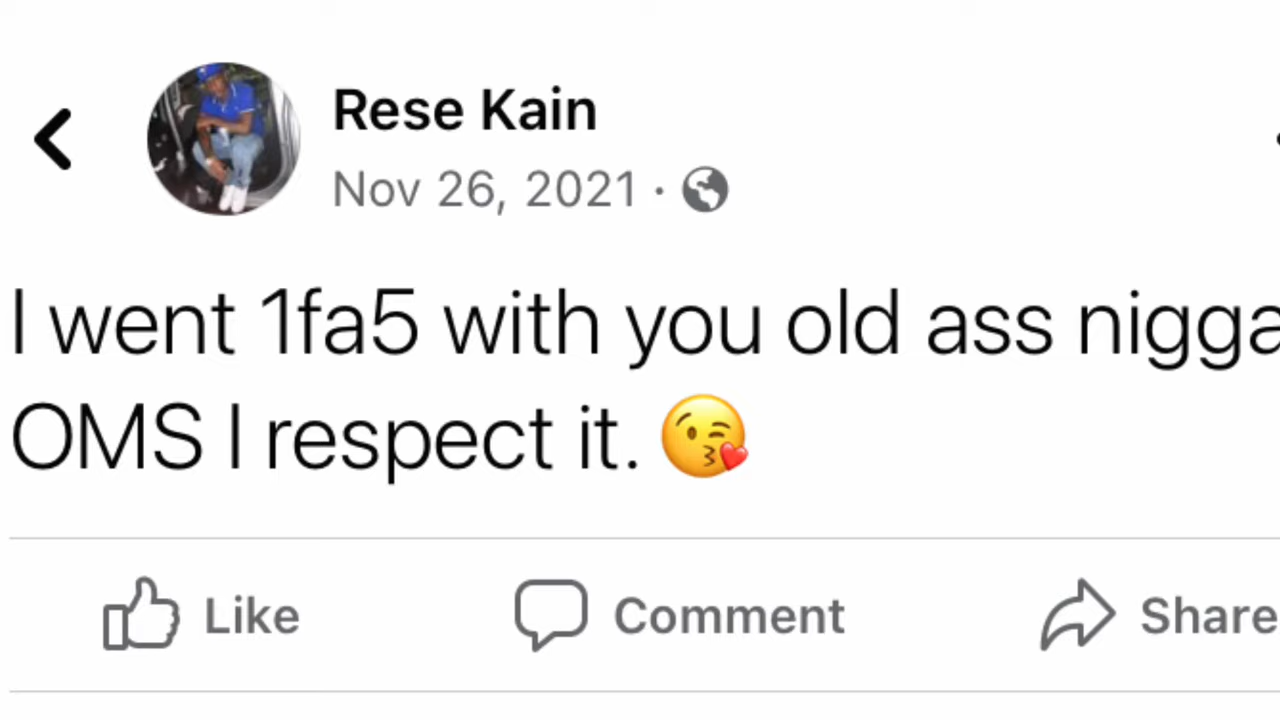 Rese Kain
Nov 26, 2021 ·
I went 1fa5 with you old ass nigga
OMS I respect it. 😘
Like Comment Share